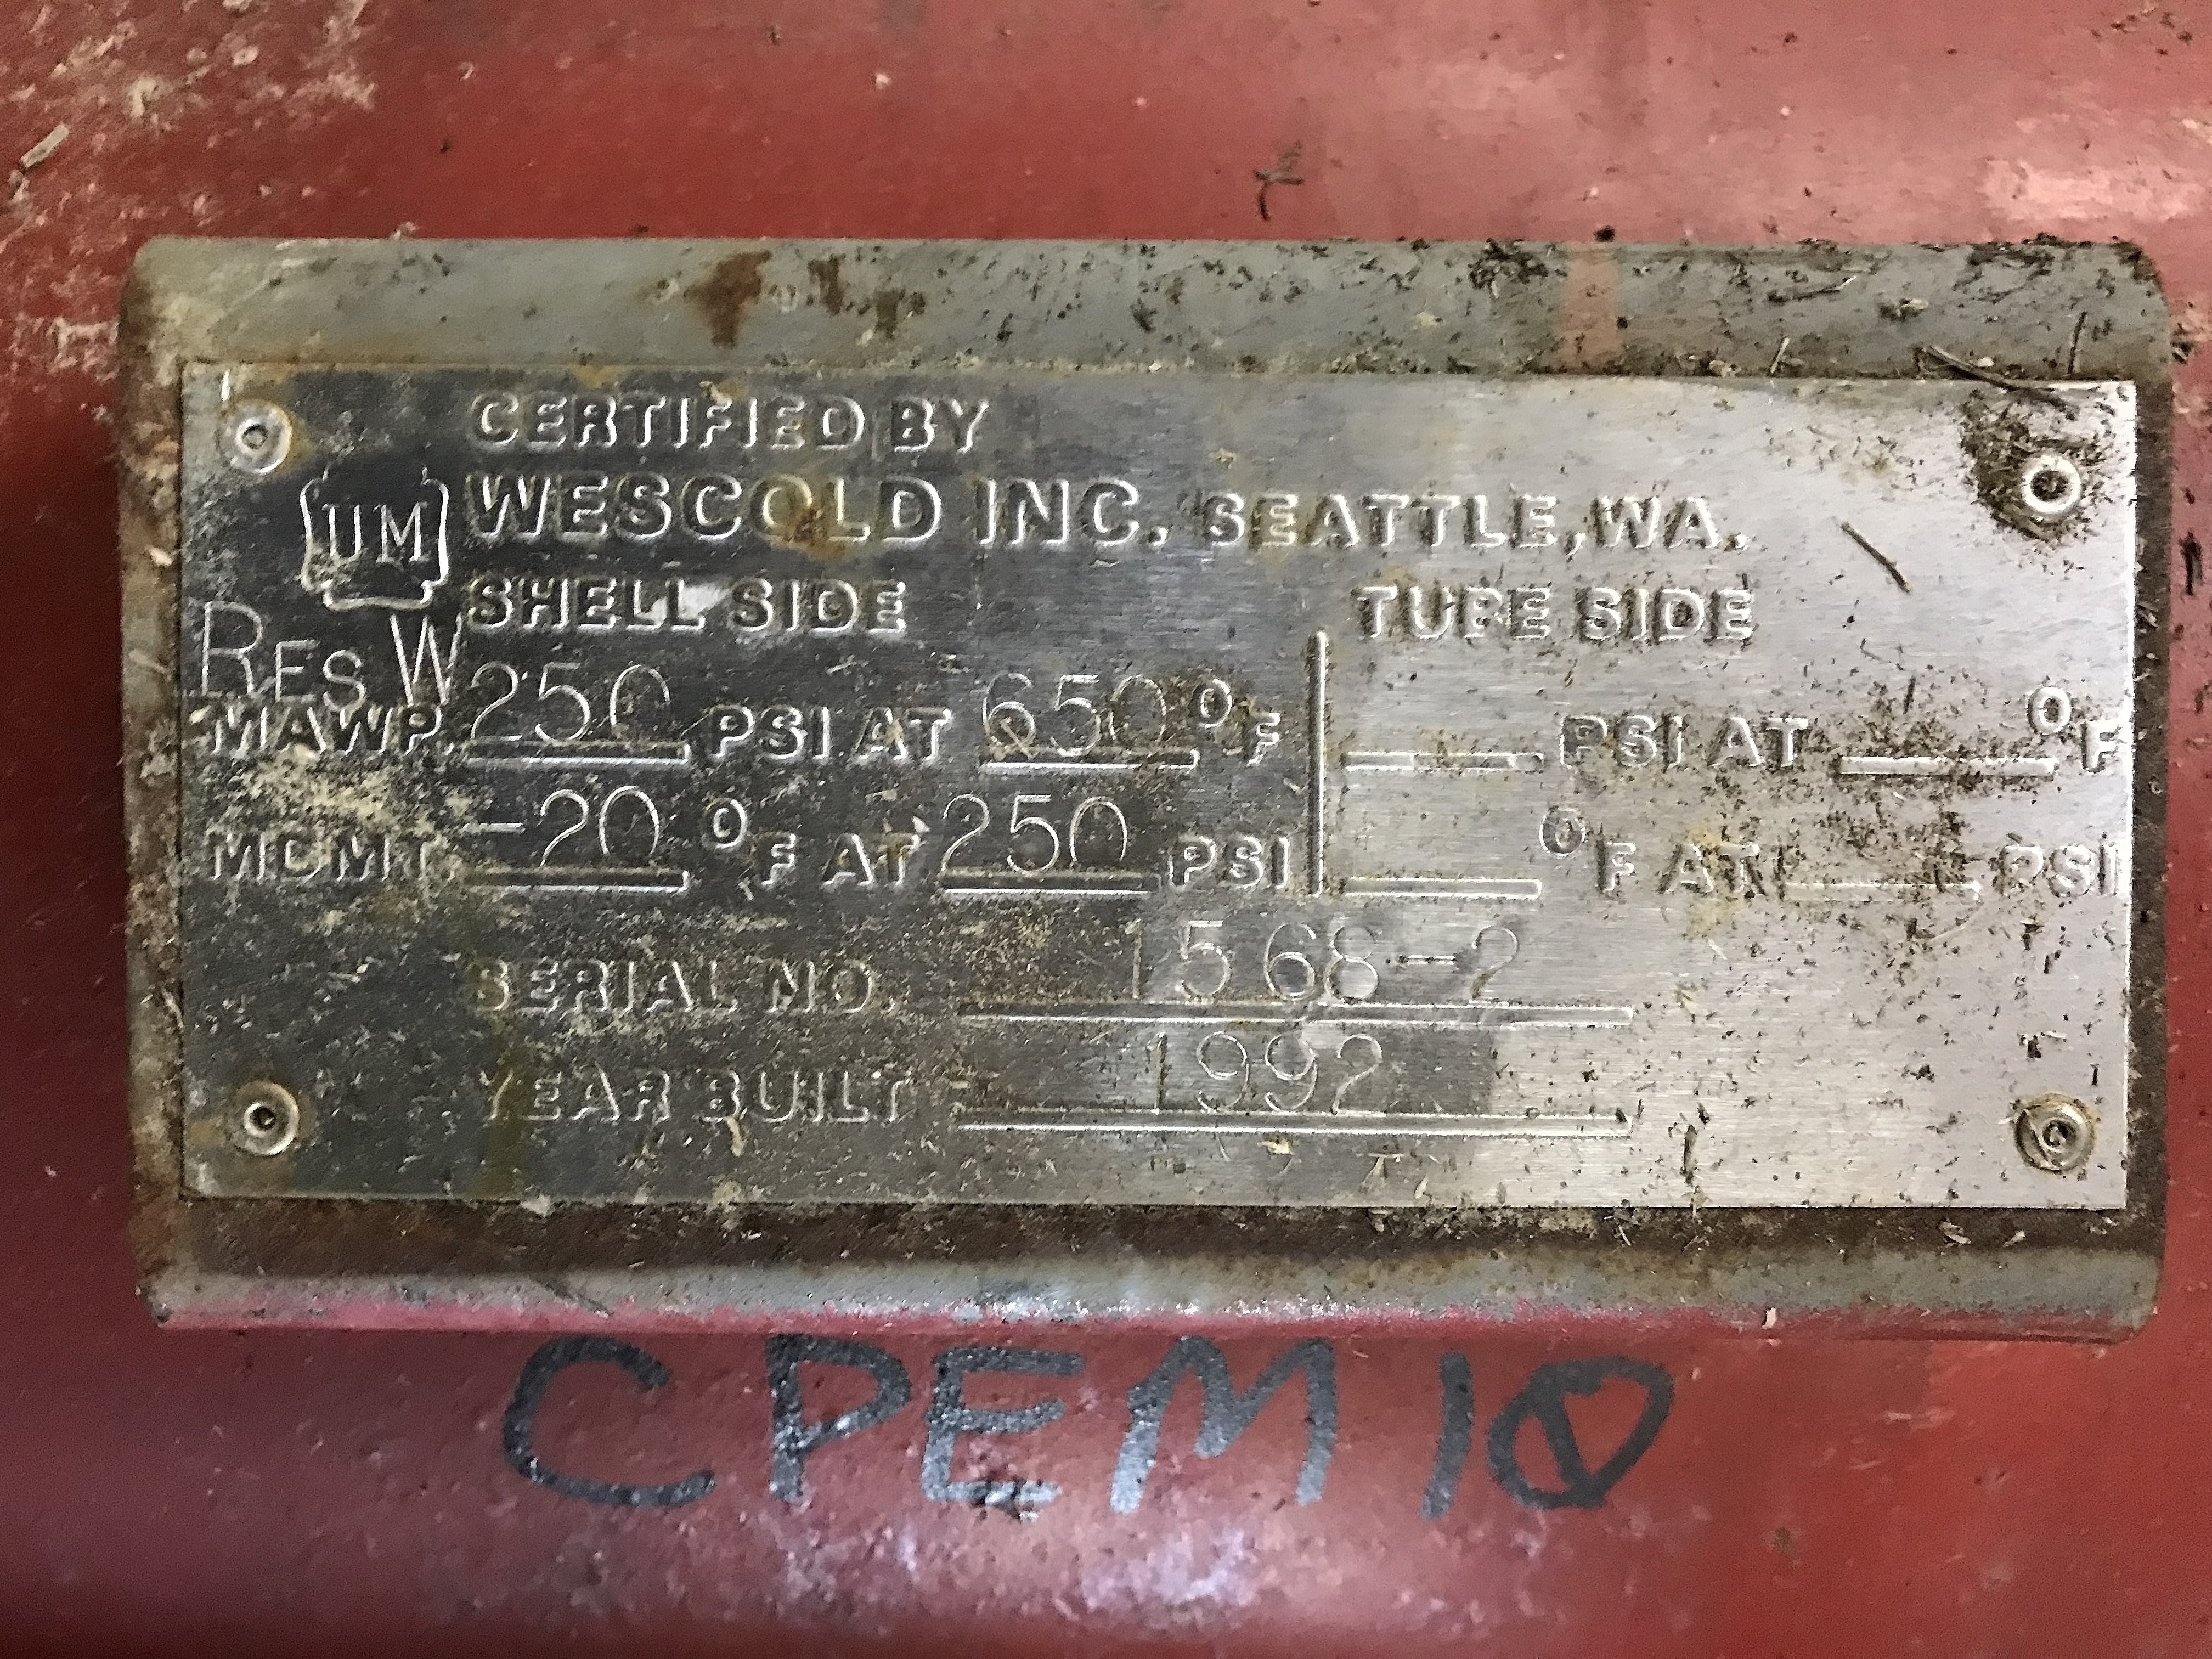 CERTIFIED BY
UM
WESCOLD INC. SEATTLE, WA.
SHELL SIDE TUBE SIDE
RES W
MAWP. 250 PSI AT 650 °F PSI AT °F
MDMT. -20 °F AT 250 PSI °F AT PSI
SERIAL NO. 1568-2
YEAR BUILT 1992
CPEM 10